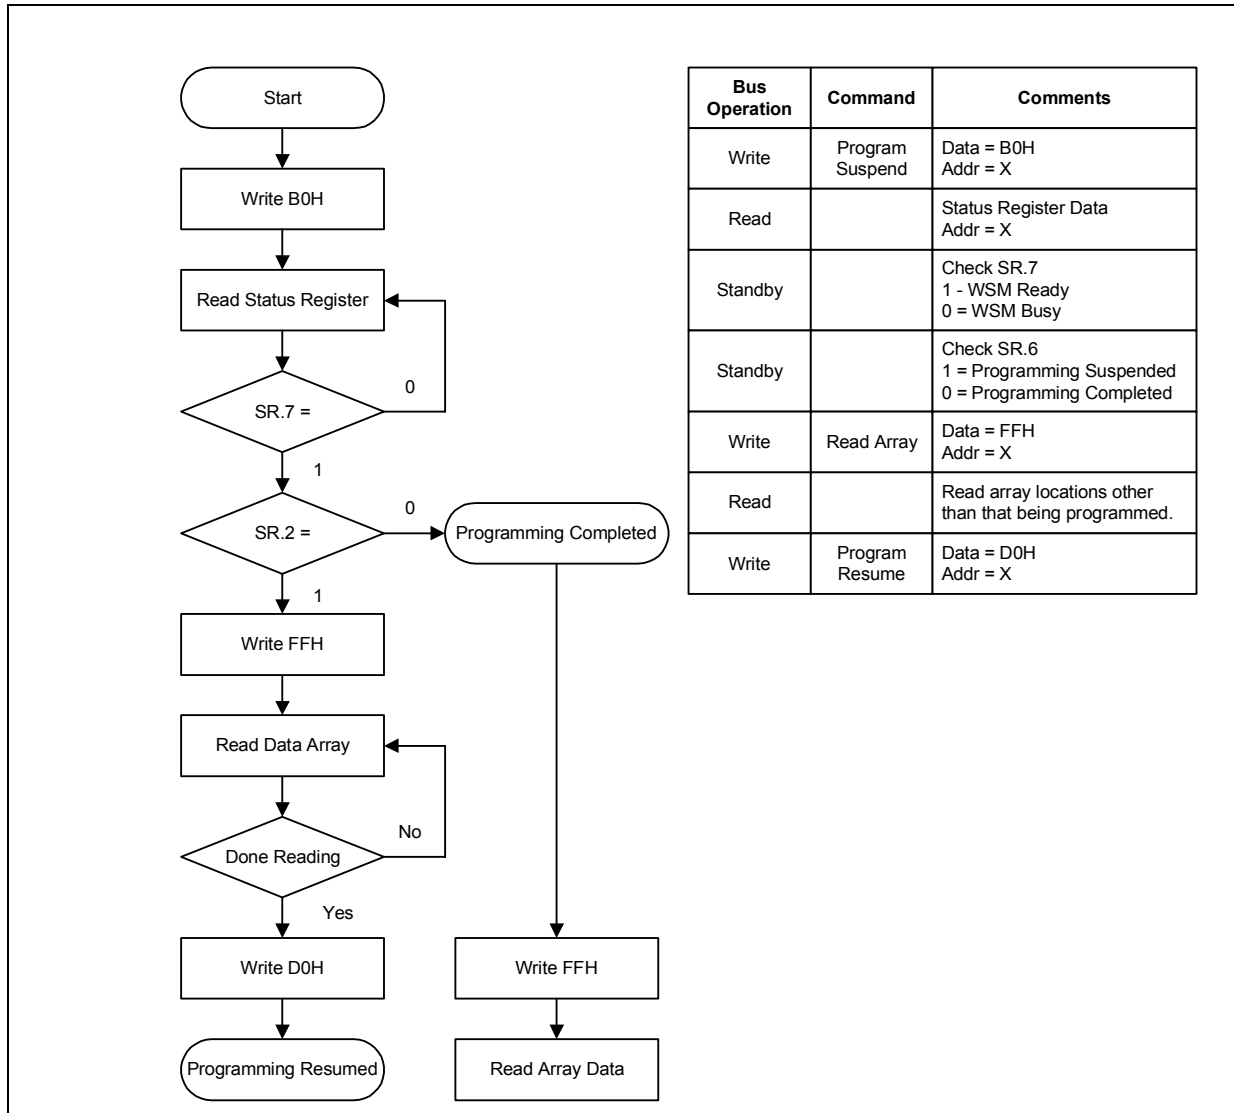 Start
Write B0H
Read Status Register
0
SR.7 =
1
0
SR.2 =
Programming Completed
1
Write FFH
Read Data Array
No
Done Reading
Yes
Write D0H
Write FFH
Programming Resumed
Read Array Data
Bus
Operation
Command
Comments
Write
Program
Suspend
Data = B0H
Addr = X
Read
Status Register Data
Addr = X
Standby
Check SR.7
1 - WSM Ready
0 = WSM Busy
Standby
Check SR.6
1 = Programming Suspended
0 = Programming Completed
Write
Read Array
Data = FFH
Addr = X
Read
Read array locations other
than that being programmed.
Write
Program
Resume
Data = D0H
Addr = X